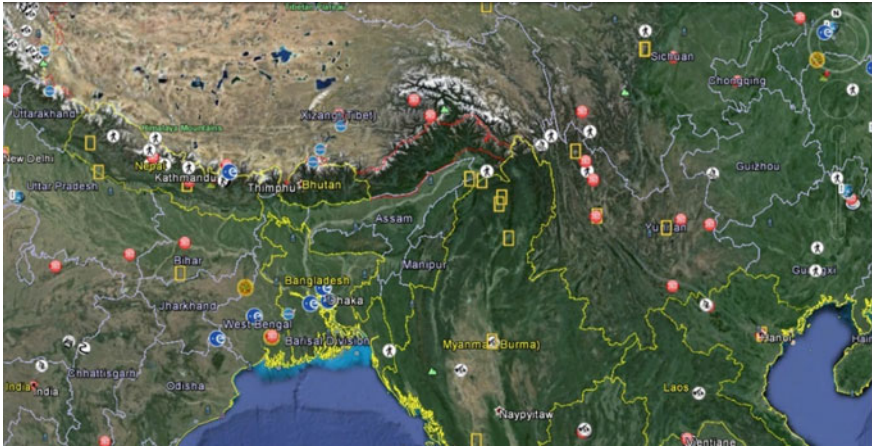 Sichuan
Chongqing
Xizang (Tibet)
Uttarakhand
Himalaya Mountains
New Delhi
Nepal
Kathmandu
Guizhou
Uttar Pradesh
Thimphu
Bhutan
Assam
Yunnan
Bihar
Manipur
Guangxi
Bangladesh
Jharkhand
Dhaka
West Bengal
Barisal Division
Myanmar (Burma)
Hanoi
Chhattisgarh
India
India
Odisha
Laos
Naypyitaw
Vientiane